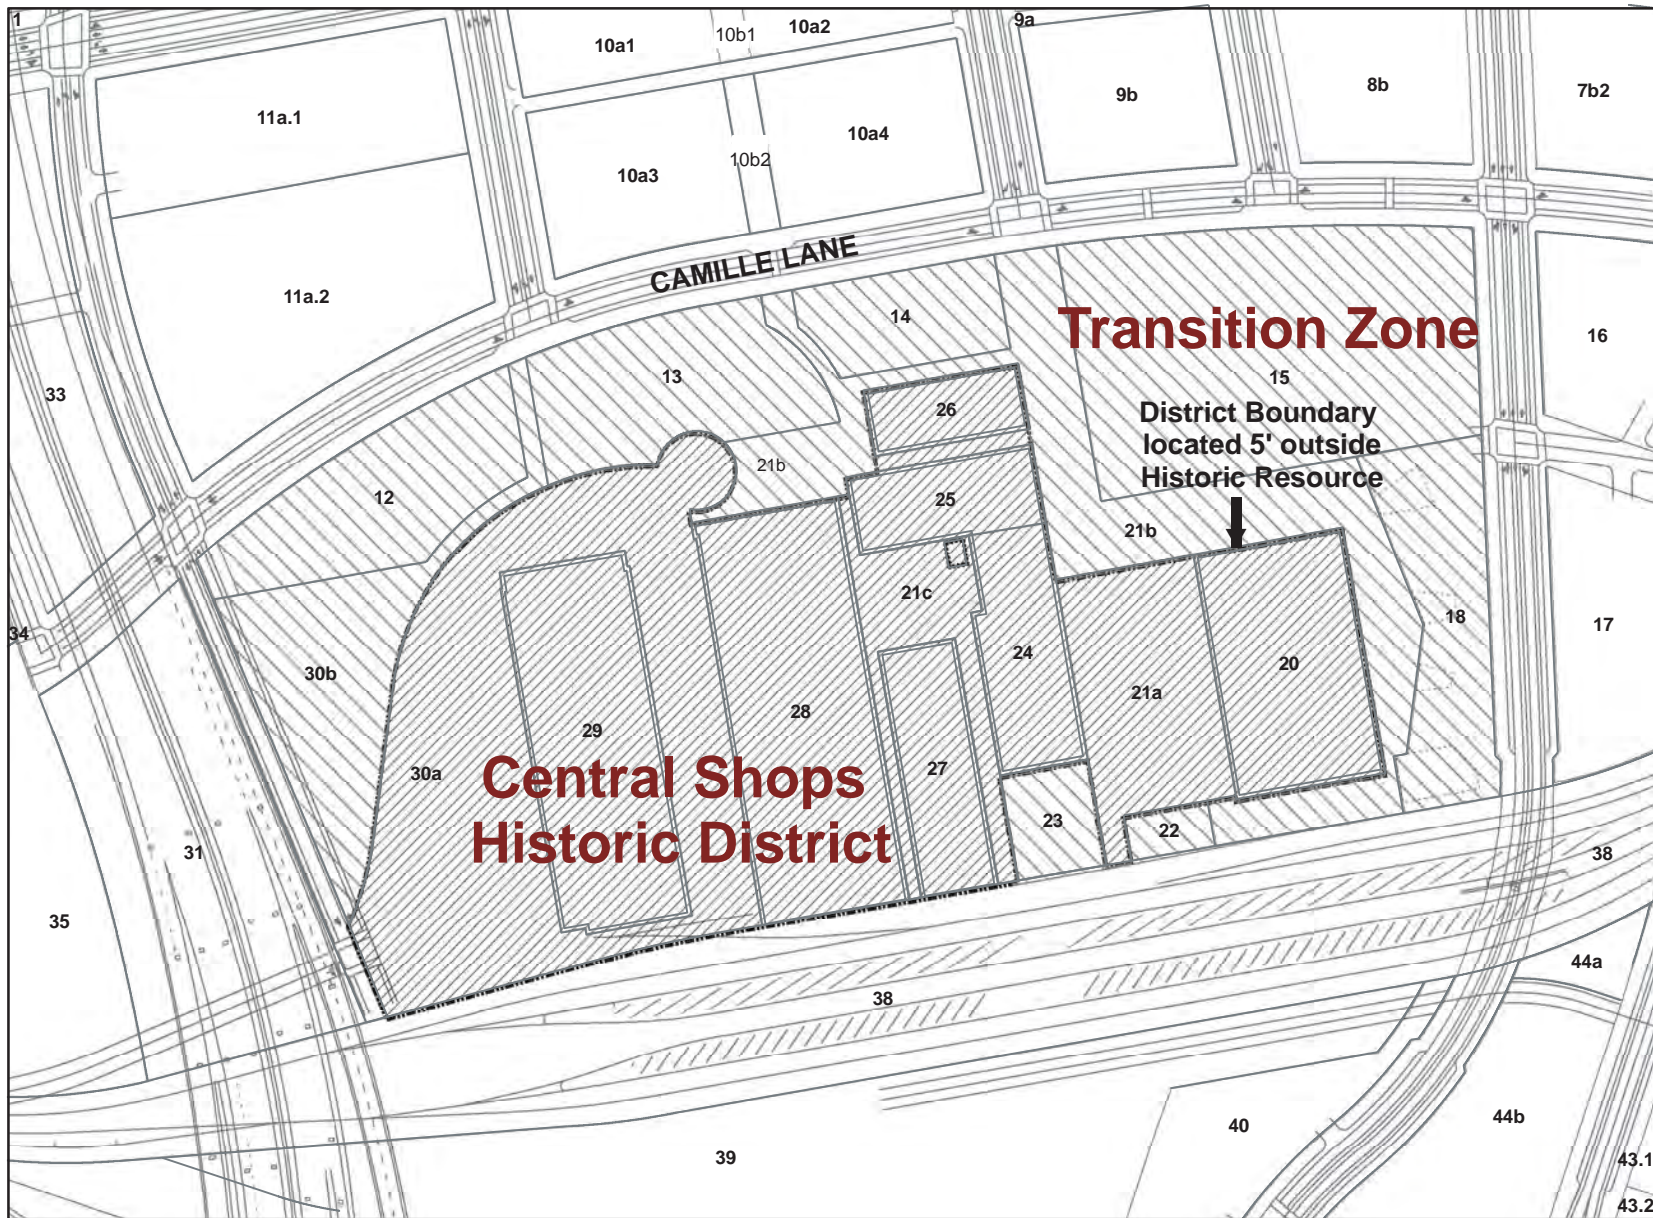 1
9a
10a1
10b1
10a2
11a.1
10a3
10b2
10a4
9b
8b
7b2
11a.2
CAMILLE LANE
33
13
14
Transition Zone
15
16
District Boundary
located 5' outside
Historic Resource
12
21b
26
25
21b
34
30b
21c
24
21a
20
18
17
29
28
27
30a
Central Shops
Historic District
23
22
31
35
38
38
44a
39
40
44b
43.1
43.2